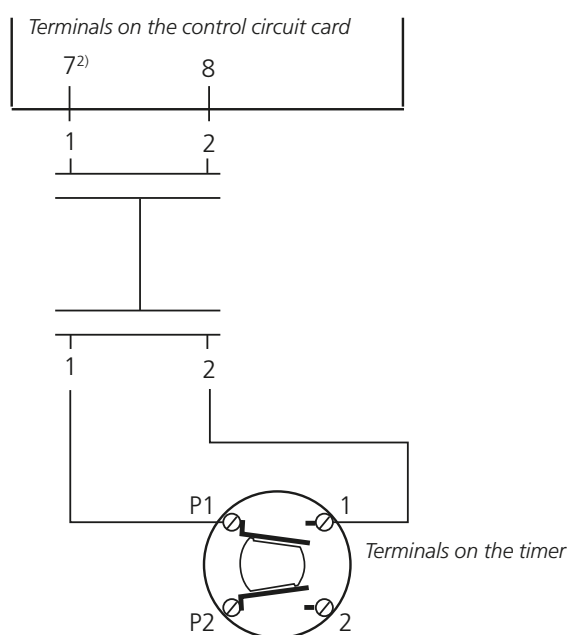 Terminals on the control circuit card
7²⁾ 8
1 2
1 2
P1 1
Terminals on the timer
P2 2